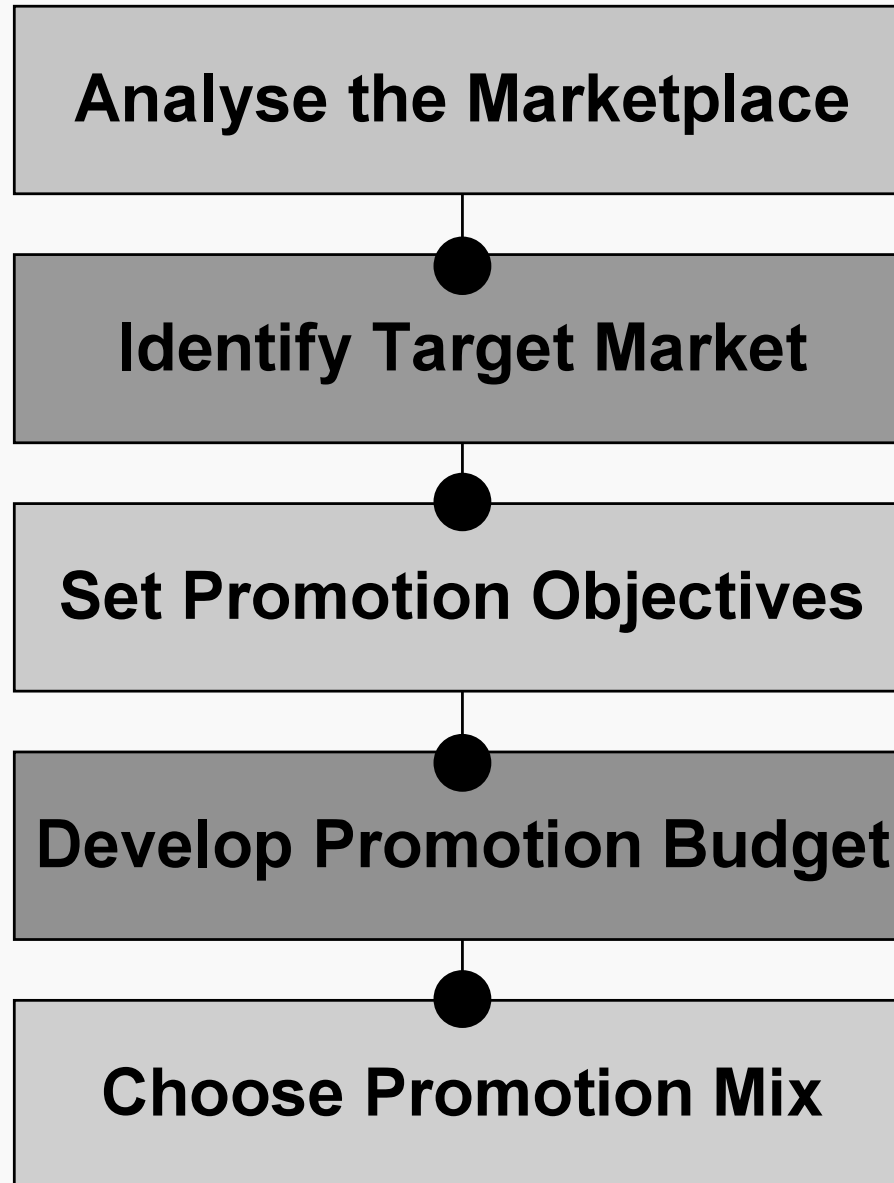 Analyse the Marketplace
Identify Target Market
Set Promotion Objectives
Develop Promotion Budget
Choose Promotion Mix